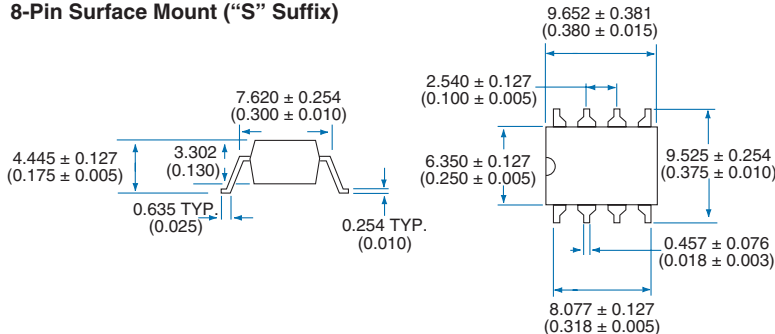 8-Pin Surface Mount (“S” Suffix)
7.620 ± 0.254
(0.300 ± 0.010)
4.445 ± 0.127
(0.175 ± 0.005)
3.302
(0.130)
0.635 TYP.
(0.025)
0.254 TYP.
(0.010)
9.652 ± 0.381
(0.380 ± 0.015)
2.540 ± 0.127
(0.100 ± 0.005)
6.350 ± 0.127
(0.250 ± 0.005)
9.525 ± 0.254
(0.375 ± 0.010)
0.457 ± 0.076
(0.018 ± 0.003)
8.077 ± 0.127
(0.318 ± 0.005)